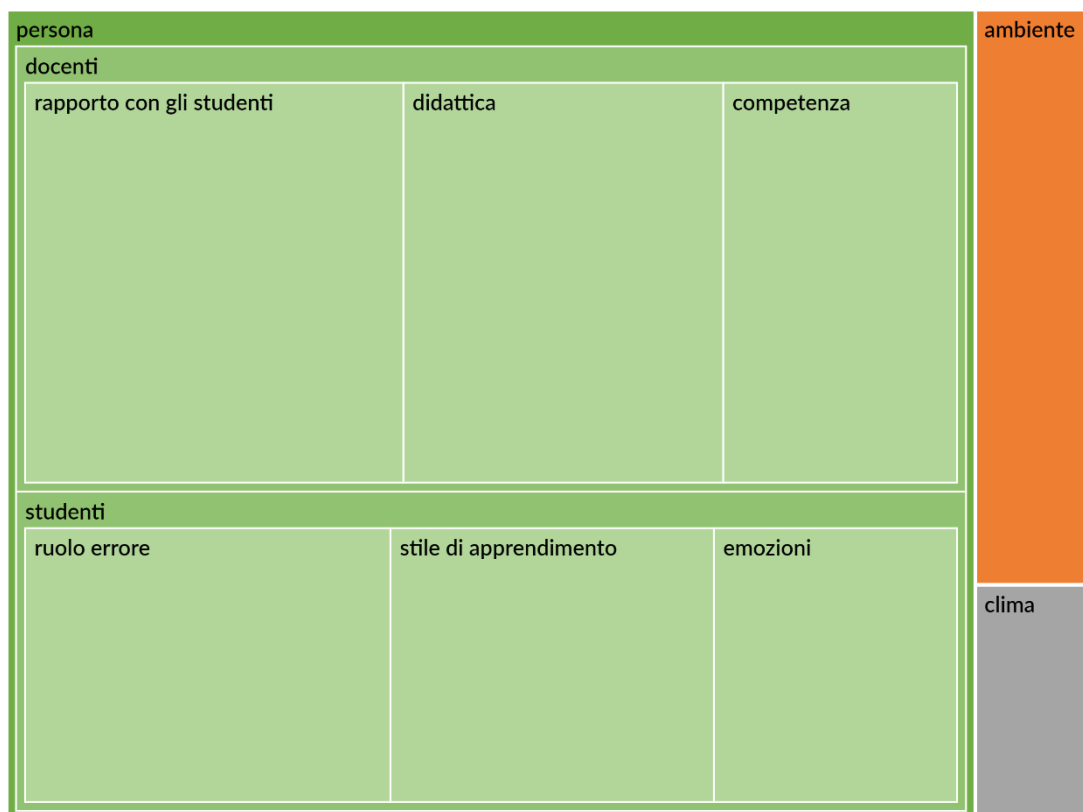 persona
ambiente
docenti
rapporto con gli studenti
didattica
competenza
studenti
ruolo errore
stile di apprendimento
emozioni
clima